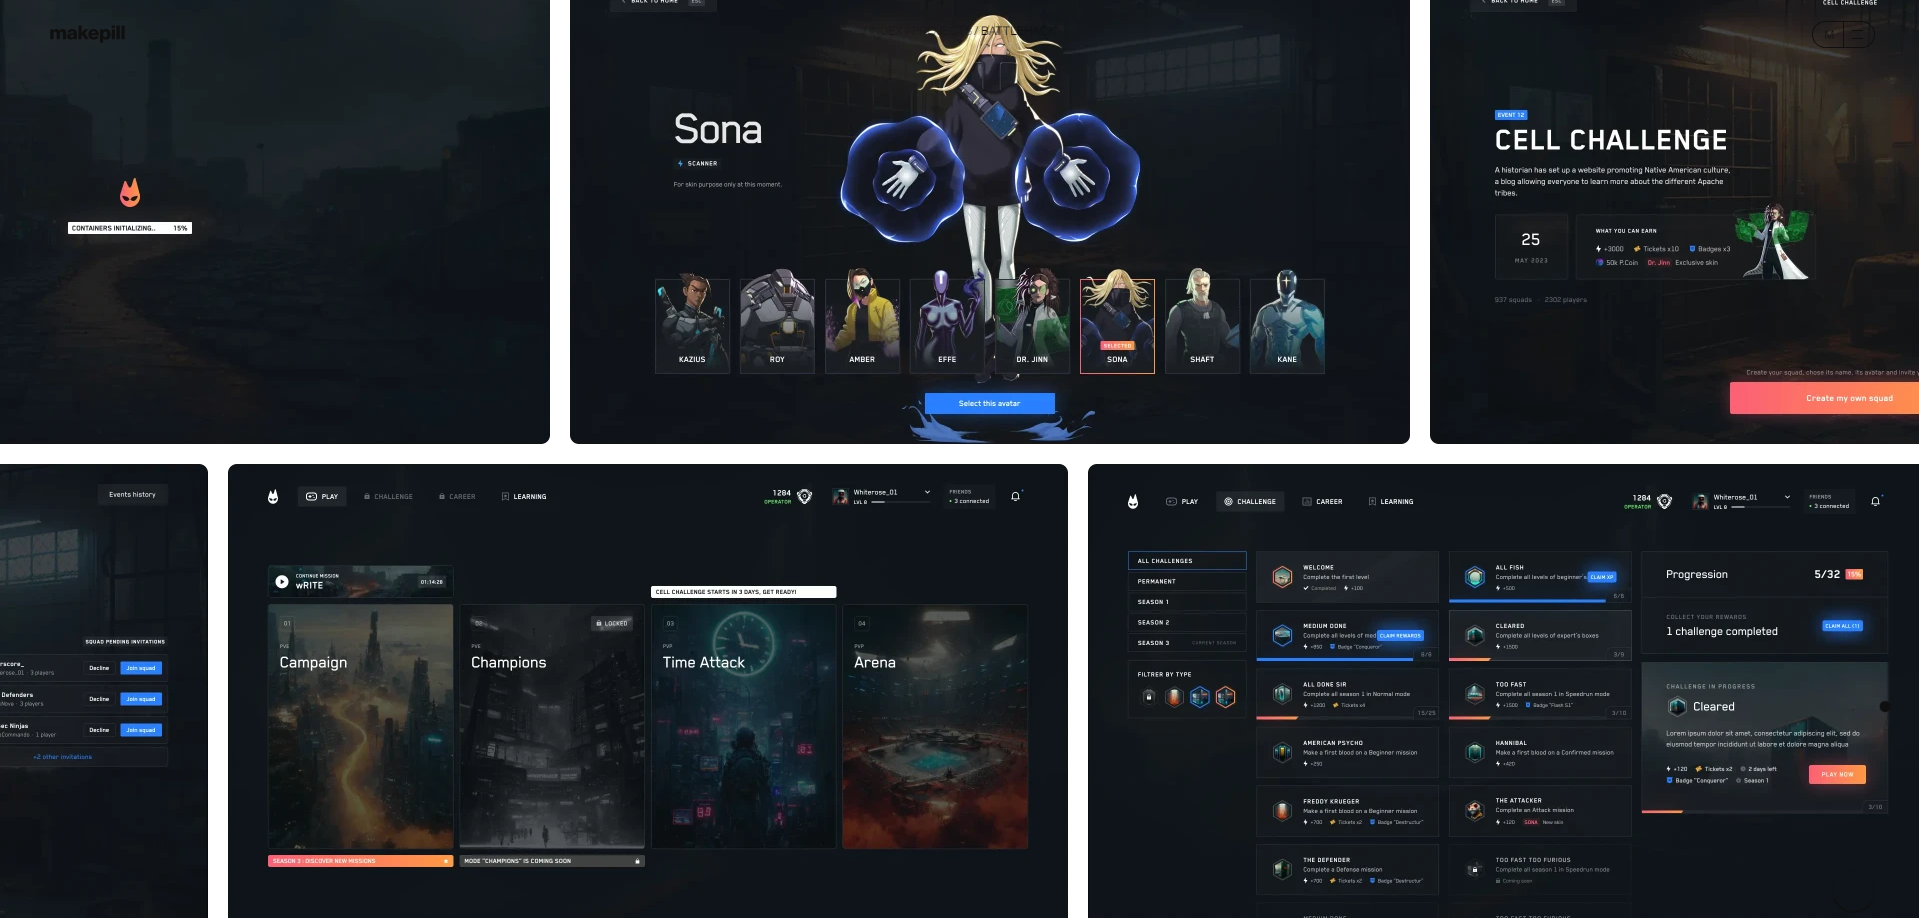 makepill
CONTAINERS INITIALIZING.. 15%
BACK TO HOME ESC
/ BATTL
Sona
SCANNER
For skin purpose only at this moment.
KAZIUS
ROY
AMBER
EFFE
DR. JINN
SELECTED
SONA
SHAFT
KANE
Select this avatar
BACK TO HOME ESC
CELL CHALLENGE
EVENT 12
CELL CHALLENGE
A historian has set up a website promoting Native American culture,
a blog allowing everyone to learn more about the different Apache
tribes.
25
MAY 2023
WHAT YOU CAN EARN
+3000 Tickets x10 Badges x3
50k P.Coin Dr. Jinn Exclusive skin
937 squads · 2302 players
Create your squad, chose its name, its avatar and invite
Create my own squad
Events history
SQUAD PENDING INVITATIONS
rscore_
erose_01 · 3 players
Decline
Join squad
Defenders
Nova · 3 players
Decline
Join squad
ec Ninjas
Commando · 1 player
Decline
Join squad
+2 other invitations
PLAY
CHALLENGE
CAREER
LEARNING
1284
OPERATOR
Whiterose_01
LVL 8
FRIENDS
3 connected
CONTINUE MISSION
wRITE
01:14:28
01
PVE
Campaign
SEASON 3 : DISCOVER NEW MISSIONS
02
LOCKED
PVE
Champions
MODE "CHAMPIONS" IS COMING SOON
CELL CHALLENGE STARTS IN 3 DAYS, GET READY!
03
PVP
Time Attack
04
PVP
Arena
PLAY
CHALLENGE
CAREER
LEARNING
1284
OPERATOR
Whiterose_01
LVL 8
FRIENDS
3 connected
ALL CHALLENGES
PERMANENT
SEASON 1
SEASON 2
SEASON 3 CURRENT SEASON
FILTRER BY TYPE
WELCOME
Complete the first level
Completed +100
ALL FISH
Complete all levels of beginner's
CLAIM XP
+500
6/6
MEDIUM DONE
Complete all levels of med
CLAIM REWARDS
+850 Badge "Conqueror"
8/8
CLEARED
Complete all levels of expert's boxes
+1500
3/9
ALL DONE SIR
Complete all season 1 in Normal mode
+1200 Tickets x4
15/25
TOO FAST
Complete all season 1 in Speedrun mode
+1500 Badge "Flash S1"
3/10
AMERICAN PSYCHO
Make a first blood on a Beginner mission
+250
HANNIBAL
Make a first blood on a Confirmed mission
+420
FREDDY KRUEGER
Make a first blood on a Beginner mission
+700 Tickets x2 Badge "Destructur"
THE ATTACKER
Complete an Attack mission
+120 SONA New skin
THE DEFENDER
Complete a Defense mission
+700 Tickets x2 Badge "Destructur"
TOO FAST TOO FURIOUS
Complete all season 1 in Speedrun mode
Coming soon
Progression
5/32 15%
COLLECT YOUR REWARDS
1 challenge completed
CLAIM ALL (1)
CHALLENGE IN PROGRESS
Cleared
Lorem ipsum dolor sit amet, consectetur adipiscing elit, sed do
eiusmod tempor incididunt ut labore et dolore magna aliqua
+120 Tickets x2 2 days left
Badge "Conqueror" Season 1
PLAY NOW
3/10